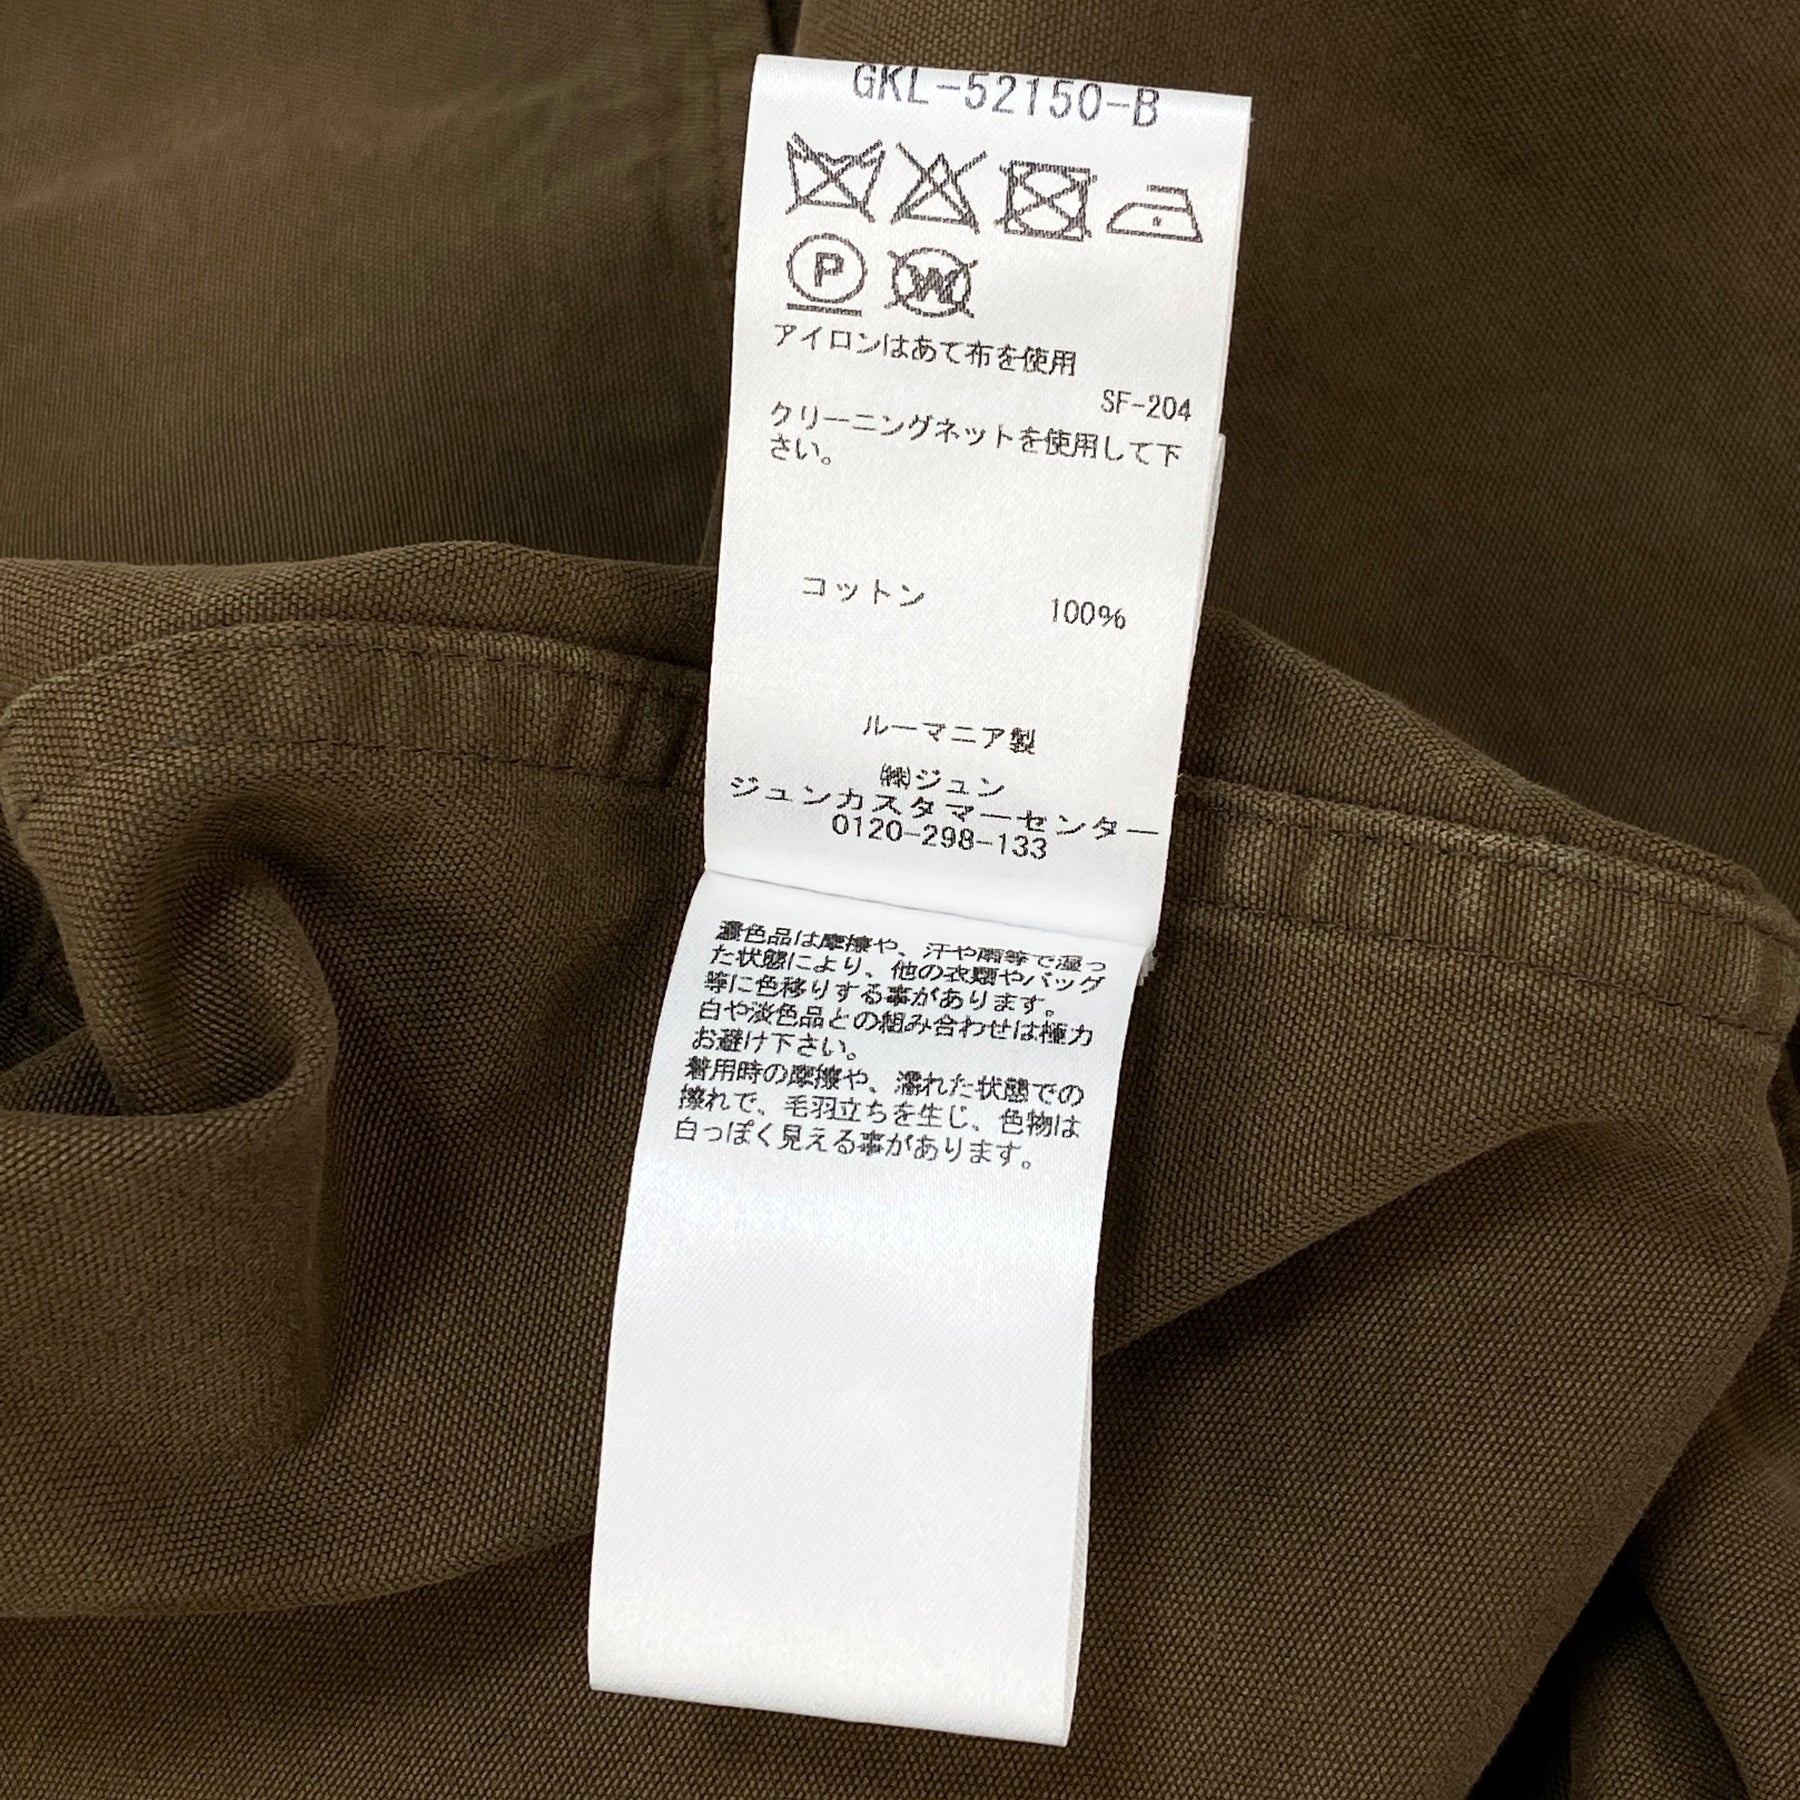 GKL-52150-B
P W
アイロンはあて布を使用
SF-204
クリーニングネットを使用して下
さい。
コットン 100%
ルーマニア製
㈱ジュン
ジュンカスタマーセンター
0120-298-133
濃色品は摩擦や、汗や雨等で湿っ
た状態により、他の衣類やバッグ
等に色移りする事があります。
白や淡色品との組み合わせは極力
お避け下さい。
着用時の摩擦や、濡れた状態での
擦れで、毛羽立ちを生じ、色物は
白っぽく見える事があります。